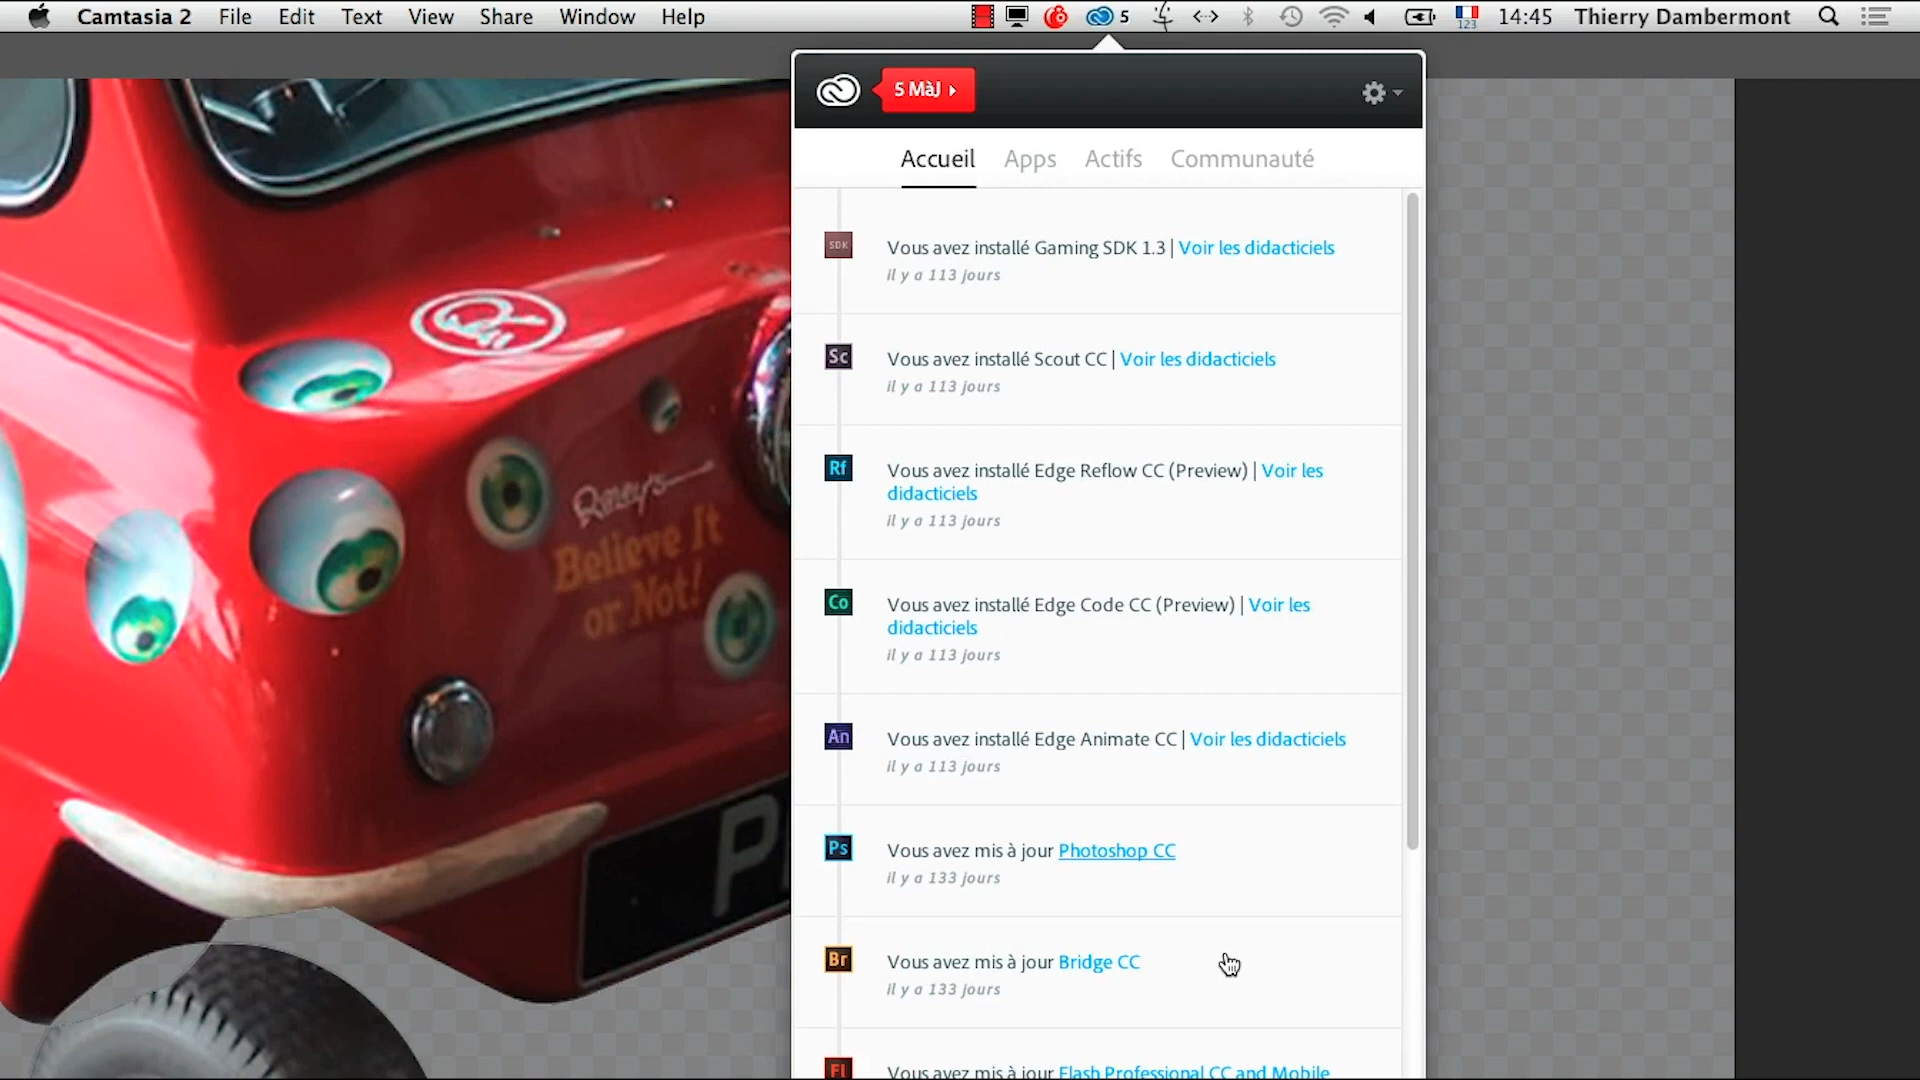 Camtasia 2 File Edit Text View Share Window Help 5 14:45 Thierry Dambermont
5 MàJ
Accueil Apps Actifs Communauté
SDK
Vous avez installé Gaming SDK 1.3 | Voir les didacticiels
il y a 113 jours
Sc
Vous avez installé Scout CC | Voir les didacticiels
il y a 113 jours
Rf
Vous avez installé Edge Reflow CC (Preview) | Voir les
didacticiels
il y a 113 jours
Co
Vous avez installé Edge Code CC (Preview) | Voir les
didacticiels
il y a 113 jours
An
Vous avez installé Edge Animate CC | Voir les didacticiels
il y a 113 jours
Ps
Vous avez mis à jour Photoshop CC
il y a 133 jours
Br
Vous avez mis à jour Bridge CC
il y a 133 jours
Fl
Vous avez mis à jour Flash Professional CC and Mobile
Ripley's
Believe It
or Not!
P